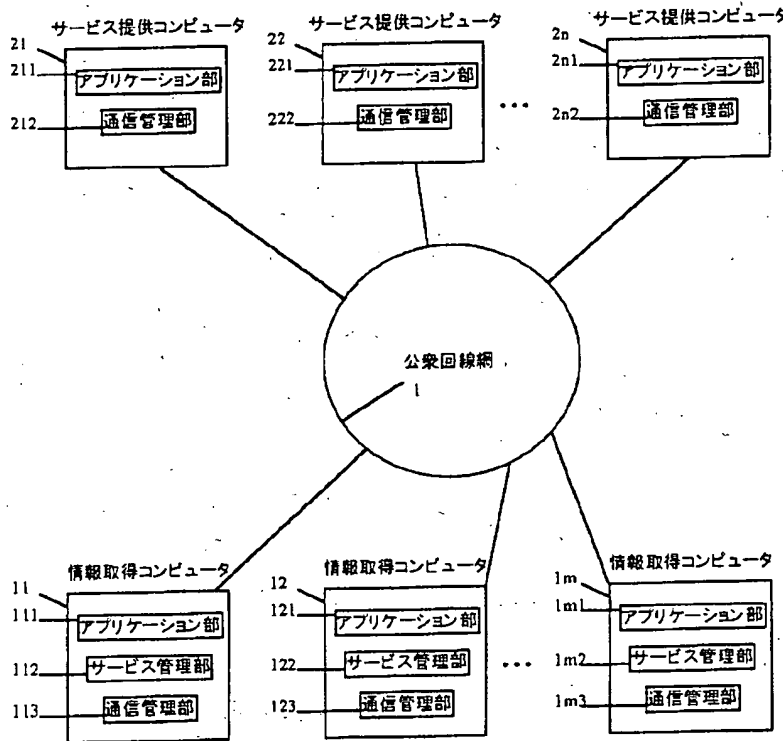 サービス提供コンピュータ
21
211
アプリケーション部
212
通信管理部
サービス提供コンピュータ
22
221
アプリケーション部
222
通信管理部
...
サービス提供コンピュータ
2n
2n1
アプリケーション部
2n2
通信管理部
公衆回線網
1
情報取得コンピュータ
11
111
アプリケーション部
112
サービス管理部
113
通信管理部
情報取得コンピュータ
12
121
アプリケーション部
122
サービス管理部
123
通信管理部
...
情報取得コンピュータ
1m
1m1
アプリケーション部
1m2
サービス管理部
1m3
通信管理部